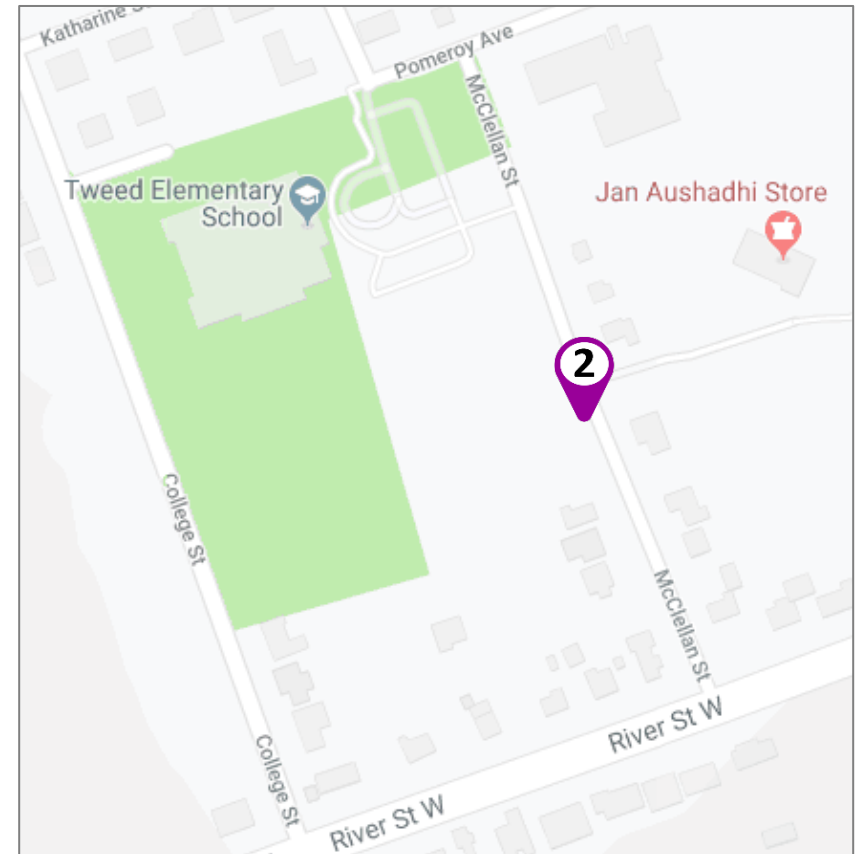 Katharine S
Pomeroy Ave
McClellan St
Tweed Elementary
School
Jan Aushadhi Store
2
College St
McClellan St
River St W
College St
River St W